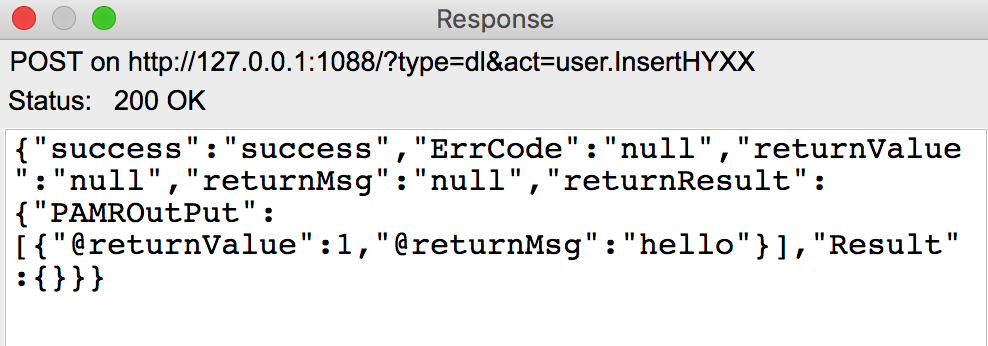 Response
POST on http://127.0.0.1:1088/?type=dl&act=user.InsertHYXX
Status:   200 OK
{"success":"success","ErrCode":"null","returnValue
":"null","returnMsg":"null","returnResult":
{"PAMROutPut":
[{"@returnValue":1,"@returnMsg":"hello"}],"Result"
:{}}}